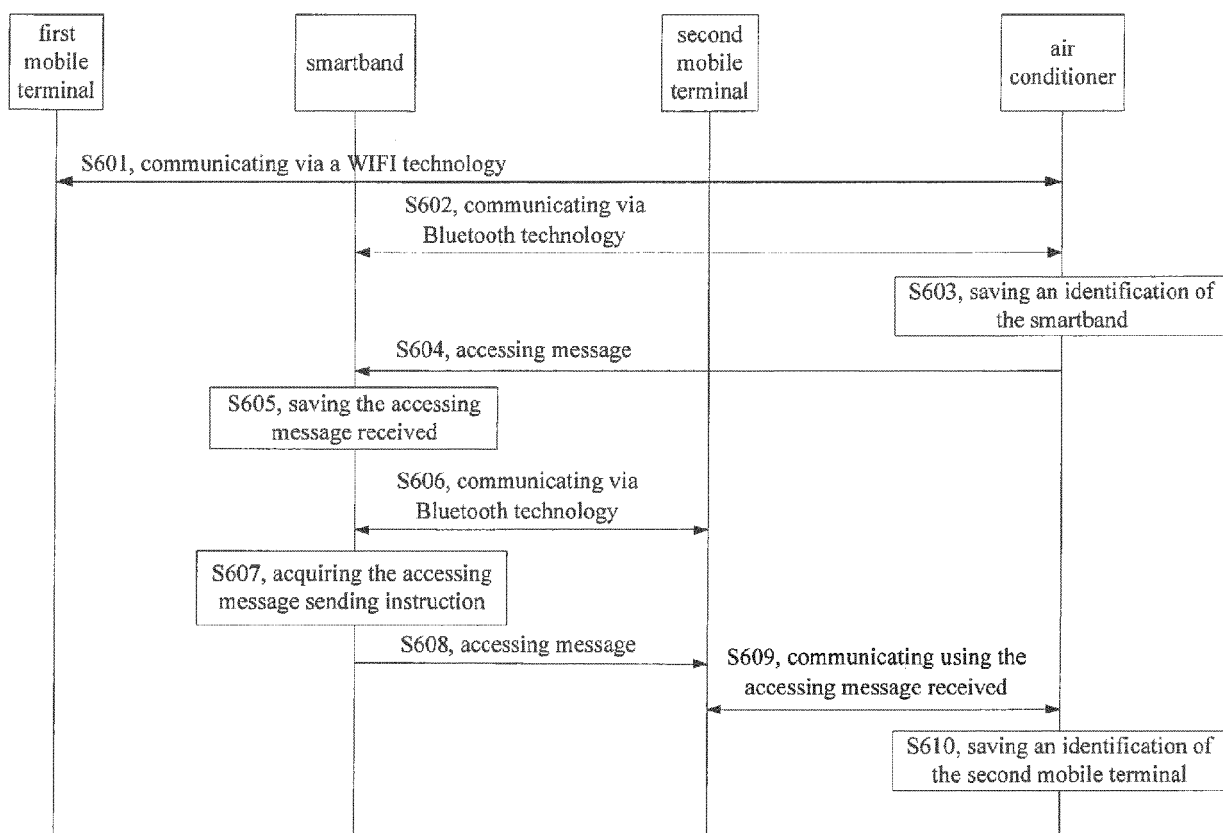 first
mobile
terminal
smartband
second
mobile
terminal
air
conditioner
S601, communicating via a WIFI technology
S602, communicating via
Bluetooth technology
S603, saving an identification of
the smartband
S604, accessing message
S605, saving the accessing
message received
S606, communicating via
Bluetooth technology
S607, acquiring the accessing
message sending instruction
S608, accessing message
S609, communicating using the
accessing message received
S610, saving an identification of
the second mobile terminal